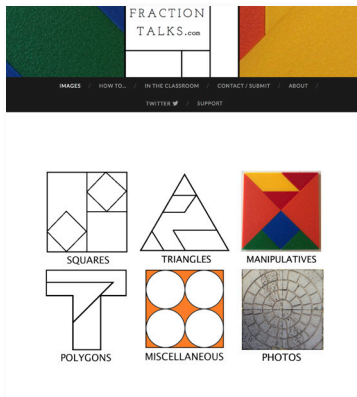 FRACTION
TALKS.com
IMAGES / HOW TO... / IN THE CLASSROOM / CONTACT / SUBMIT / ABOUT /
TWITTER / SUPPORT
SQUARES TRIANGLES MANIPULATIVES
POLYGONS MISCELLANEOUS PHOTOS